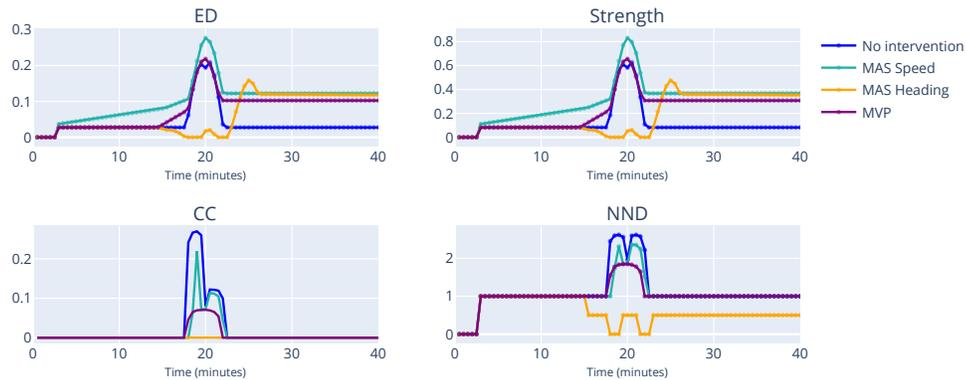 ED
0.3
0.2
0.1
0
0 10 20 30 40
Time (minutes)
Strength
0.8
0.6
0.4
0.2
0
0 10 20 30 40
Time (minutes)
No intervention
MAS Speed
MAS Heading
MVP
CC
0.2
0.1
0
0 10 20 30 40
Time (minutes)
NND
2
1
0
0 10 20 30 40
Time (minutes)